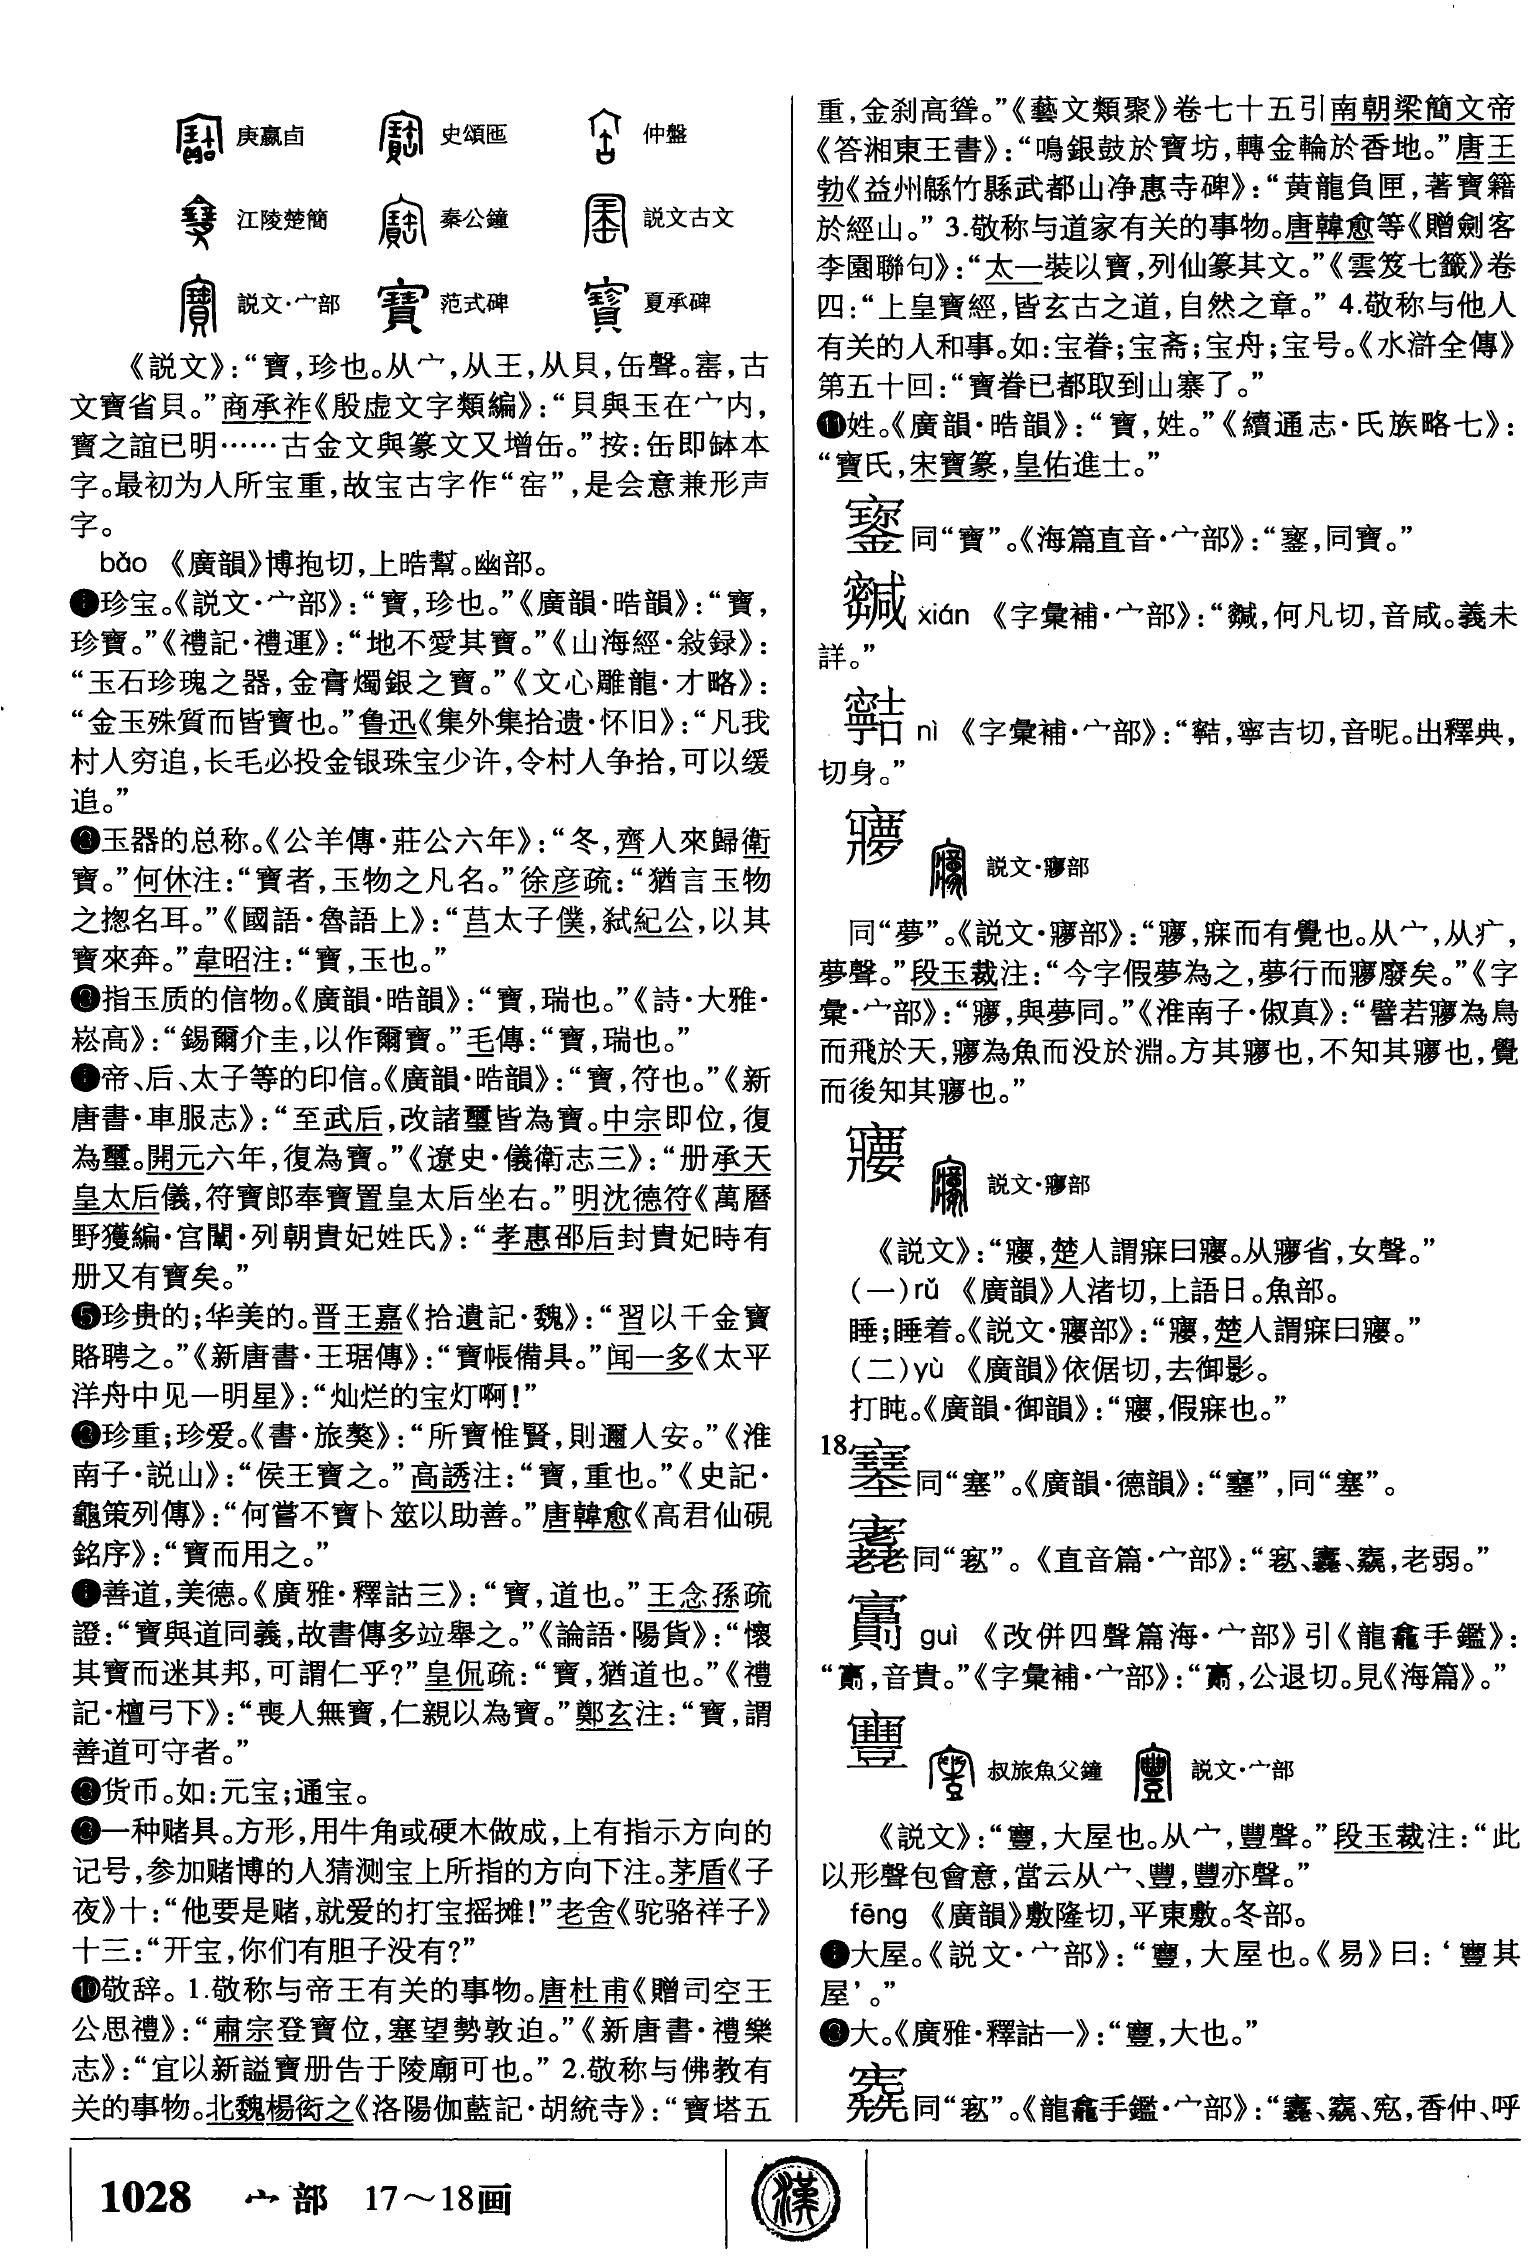 庚嬴卣 史頌匜 仲盤
江陵楚簡 秦公鐘 説文古文
説文·宀部 范式碑 夏承碑
《説文》：“寶，珍也。从宀，从王，从貝，缶聲。𡧖，古
文寶省貝。”商承祚《殷虚文字類編》：“貝與玉在宀内，
寶之誼已明……古金文與篆文又增缶。”按：缶即缽本
字。最初为人所宝重，故宝古字作“窑”，是会意兼形声
字。
bǎo 《廣韻》博抱切，上晧幫。幽部。
❶珍宝。《説文·宀部》：“寶，珍也。”《廣韻·晧韻》：“寶，
珍寶。”《禮記·禮運》：“地不愛其寶。”《山海經·敍録》：
“玉石珍瑰之器，金膏燭銀之寶。”《文心雕龍·才略》：
“金玉殊質而皆寶也。”鲁迅《集外集拾遗·怀旧》：“凡我
村人穷追，长毛必投金银珠宝少许，令村人争拾，可以缓
追。”
❷玉器的总称。《公羊傳·莊公六年》：“冬，齊人來歸衛
寶。”何休注：“寶者，玉物之凡名。”徐彦疏：“猶言玉物
之揔名耳。”《國語·魯語上》：“莒太子僕，弑紀公，以其
寶來奔。”韋昭注：“寶，玉也。”
❸指玉质的信物。《廣韻·晧韻》：“寶，瑞也。”《詩·大雅·
崧高》：“錫爾介圭，以作爾寶。”毛傳：“寶，瑞也。”
❹帝、后、太子等的印信。《廣韻·晧韻》：“寶，符也。”《新
唐書·車服志》：“至武后，改諸璽皆為寶。中宗即位，復
為璽。開元六年，復為寶。”《遼史·儀衛志三》：“册承天
皇太后儀，符寶郎奉寶置皇太后坐右。”明沈德符《萬曆
野獲編·宫闈·列朝貴妃姓氏》：“孝惠邵后封貴妃時有
册又有寶矣。”
❺珍贵的；华美的。晋王嘉《拾遺記·魏》：“習以千金寶
賂聘之。”《新唐書·王琚傳》：“寶帳備具。”闻一多《太平
洋舟中见一明星》：“灿烂的宝灯啊！”
❻珍重；珍爱。《書·旅獒》：“所寶惟賢，則邇人安。”《淮
南子·説山》：“侯王寶之。”高誘注：“寶，重也。”《史記·
龜策列傳》：“何嘗不寶卜筮以助善。”唐韓愈《高君仙硯
銘序》：“寶而用之。”
❼善道，美德。《廣雅·釋詁三》：“寶，道也。”王念孫疏
證：“寶與道同義，故書傳多竝舉之。”《論語·陽貨》：“懷
其寶而迷其邦，可謂仁乎？”皇侃疏：“寶，猶道也。”《禮
記·檀弓下》：“喪人無寶，仁親以為寶。”鄭玄注：“寶，謂
善道可守者。”
❽货币。如：元宝；通宝。
❾一种赌具。方形，用牛角或硬木做成，上有指示方向的
记号，参加赌博的人猜测宝上所指的方向下注。茅盾《子
夜》十：“他要是赌，就爱的打宝摇摊！”老舍《骆驼祥子》
十三：“开宝，你们有胆子没有？”
❿敬辞。1.敬称与帝王有关的事物。唐杜甫《贈司空王
公思禮》：“肅宗登寶位，塞望勢敦迫。”《新唐書·禮樂
志》：“宜以新謚寶册告于陵廟可也。”2.敬称与佛教有
关的事物。北魏楊衒之《洛陽伽藍記·胡統寺》：“寶塔五
重，金刹高聳。”《藝文類聚》卷七十五引南朝梁簡文帝
《答湘東王書》：“鳴銀鼓於寶坊，轉金輪於香地。”唐王
勃《益州緜竹縣武都山净惠寺碑》：“黄龍負匣，著寶籍
於經山。”3.敬称与道家有关的事物。唐韓愈等《贈劍客
李園聯句》：“太一裝以寶，列仙篆其文。”《雲笈七籤》卷
四：“上皇寶經，皆玄古之道，自然之章。”4.敬称与他人
有关的人和事。如：宝眷；宝斋；宝舟；宝号。《水滸全傳》
第五十回：“寶眷已都取到山寨了。”
⓫姓。《廣韻·晧韻》：“寶，姓。”《續通志·氏族略七》：
“寶氏，宋寶篆，皇佑進士。”
同“寶”。《海篇直音·宀部》：“，同寶。”
xián 《字彙補·宀部》：“，何凡切，音咸。義未
詳。”
nì 《字彙補·宀部》：“，寧吉切，音昵。出釋典，
切身。”
㝱 説文·㝱部
同“夢”。《説文·㝱部》：“㝱，寐而有覺也。从宀，从疒，
夢聲。”段玉裁注：“今字假夢為之，夢行而㝱廢矣。”《字
彙·宀部》：“㝱，與夢同。”《淮南子·俶真》：“譬若㝱為鳥
而飛於天，㝱為魚而没於淵。方其㝱也，不知其㝱也，覺
而後知其㝱也。”
説文·㝱部
《説文》：“，楚人謂寐曰。从㝱省，女聲。”
(一)rǔ 《廣韻》人渚切，上語日。魚部。
睡；睡着。《説文·㝱部》：“，楚人謂寐曰。”
(二)yù 《廣韻》依倨切，去御影。
打盹。《廣韻·御韻》：“，假寐也。”
18 同“塞”。《廣韻·德韻》：“”，同“塞”。
同“”。《直音篇·宀部》：“，老弱。”
guì 《改併四聲篇海·宀部》引《龍龕手鑑》：
“，音貴。”《字彙補·宀部》：“，公退切。見《海篇》。”
寷 叔旅魚父鐘 説文·宀部
《説文》：“寷，大屋也。从宀，豐聲。”段玉裁注：“此
以形聲包會意，當云从宀、豐，豐亦聲。”
fēng 《廣韻》敷隆切，平東敷。冬部。
❶大屋。《説文·宀部》：“寷，大屋也。《易》曰：‘寷其
屋’。”
❷大。《廣雅·釋詁一》：“寷，大也。”
同“”。《龍龕手鑑·宀部》：“，香仲、呼
1028 宀部 17～18画
漢